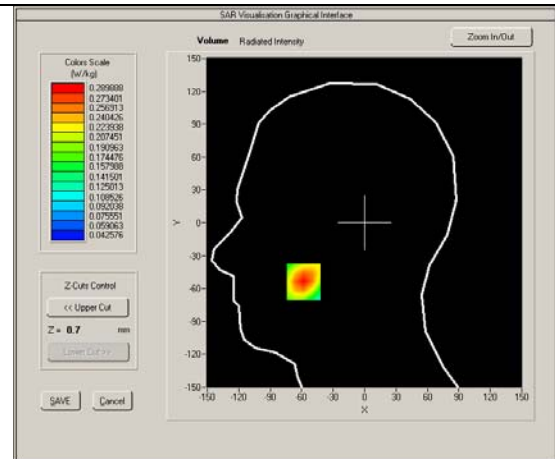 SAR Visualisation Graphical Interface
Volume Radiated Intensity
Zoom In/Out
Colors Scale
(W/kg)
0.289888
0.273401
0.256913
0.240426
0.223938
0.207451
0.190963
0.174476
0.157988
0.141501
0.125013
0.108526
0.092038
0.075551
0.059063
0.042576
Z-Cuts Control
<< Upper Cut
Z = 0.7 mm
Lower Cut >>
SAVE Cancel
150
120
90
60
30
0
-30
-60
-90
-120
-150
Y
-150 -120 -90 -60 -30 0 30 60 90 120 150
X